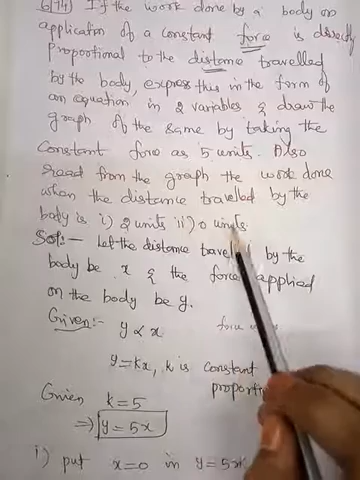 6(74) If the work done by a body on
application of a constant force is directly
proportional to the distance travelled
by the body, express this in the form of
an equation in 2 variables & draw the
graph of the same by taking the
Constant force as 5 units. Also
read from the graph the work done
when the distance travelled by the
body is i) 2 units ii) 0 units.
Sol:- Let the distance by the
body be x & the force applied
on the body be y.
Given:- y ∝ x force
y = kx, k is constant
Given k = 5
⇒ y = 5x
i) put x=0 in y=5x